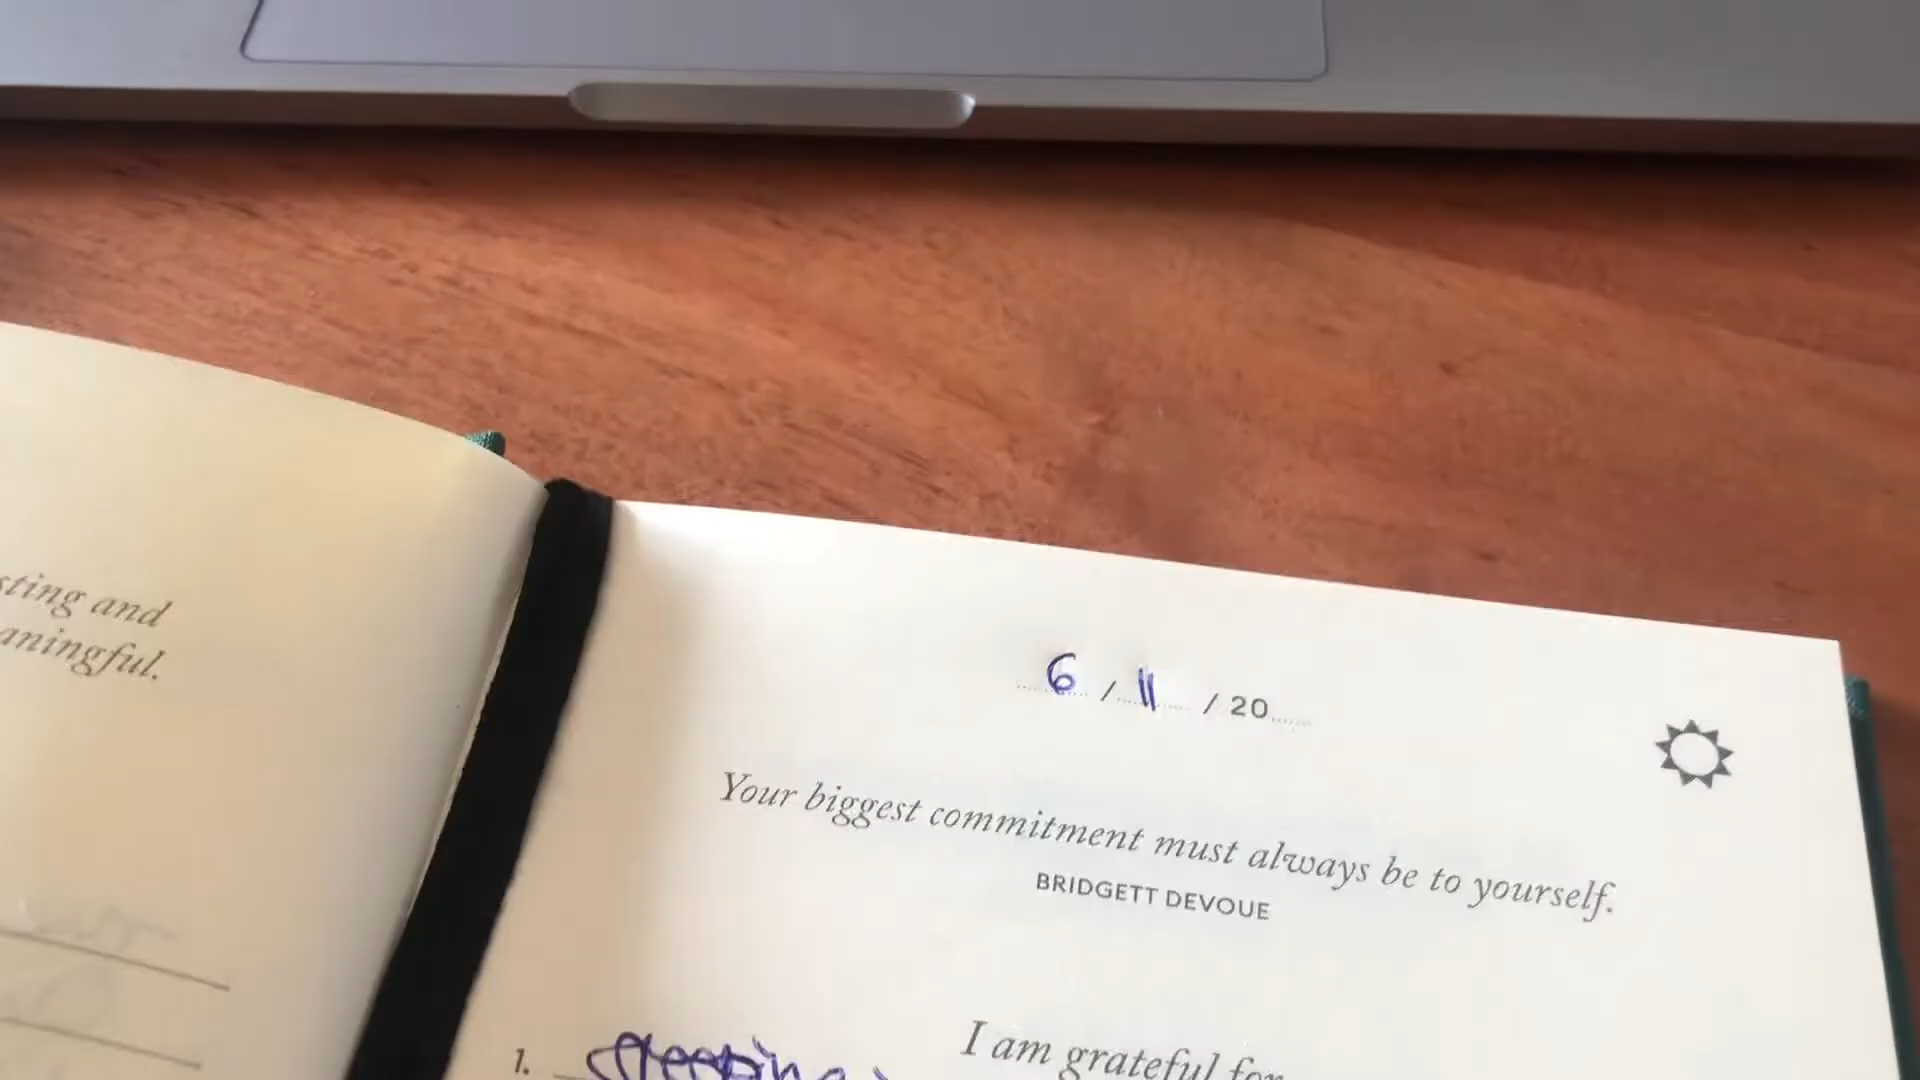 sting and
aningful.
6 / 11 / 20
Your biggest commitment must always be to yourself.
BRIDGETT DEVOUE
I am grateful for
1. sleeping